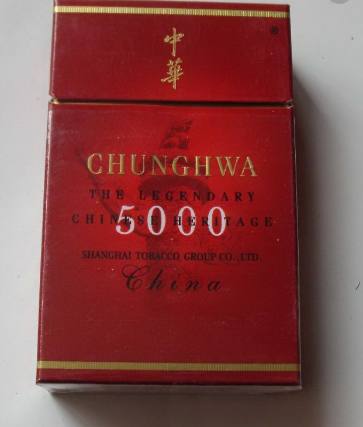 中
華
®
CHUNGHWA
THE LEGENDARY
CHINESE HERITAGE
5000
SHANGHAI TOBACCO GROUP CO., LTD.
China